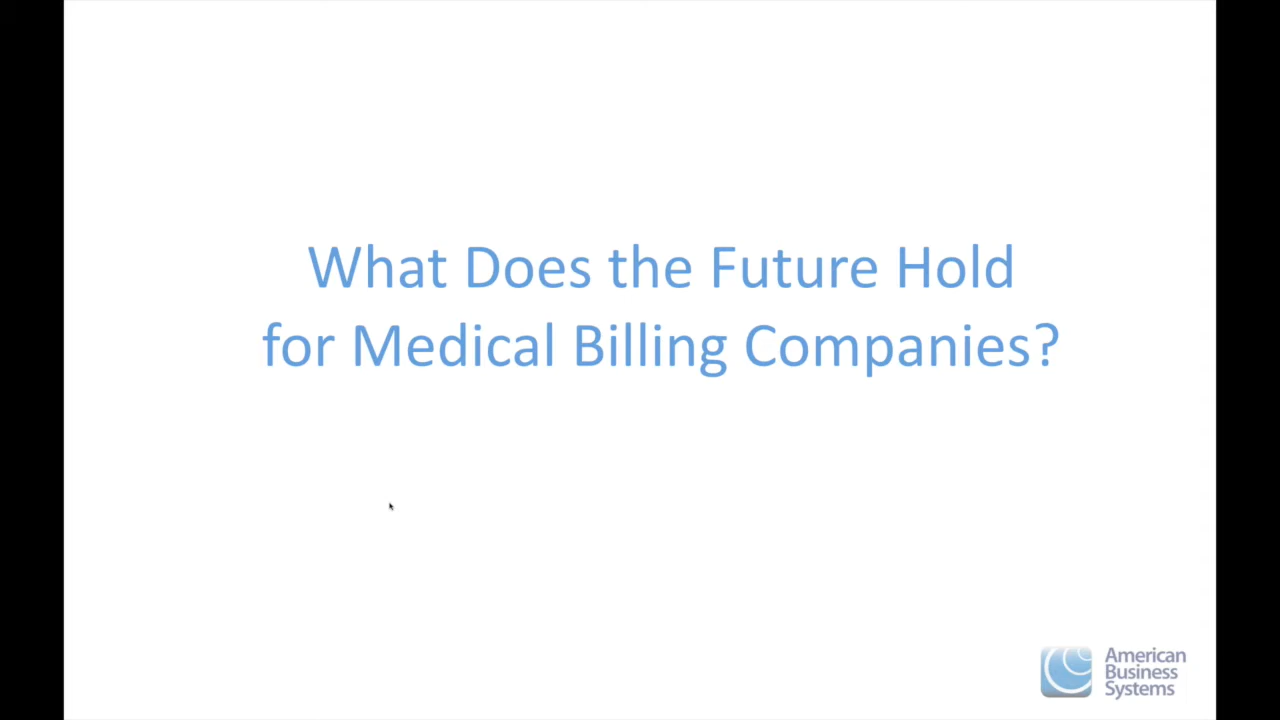 What Does the Future Hold
for Medical Billing Companies?
American
Business
Systems